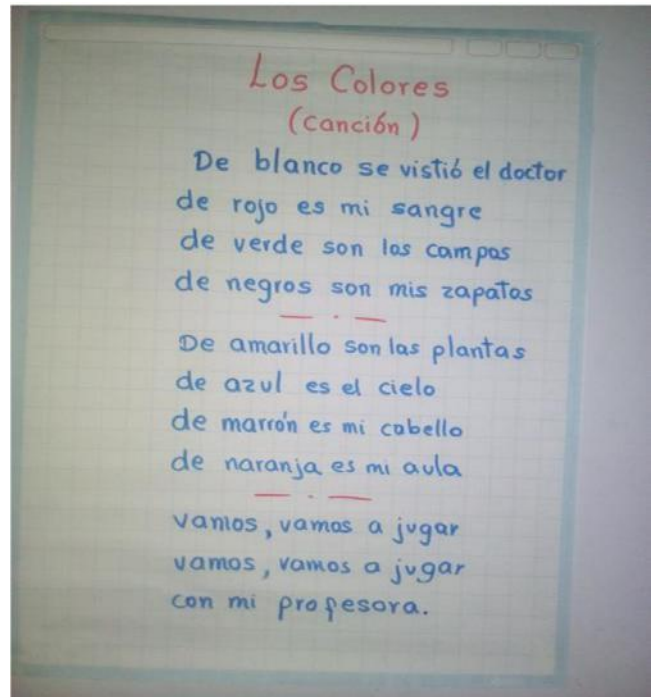 Los Colores
(canción)
De blanco se vistió el doctor
de rojo es mi sangre
de verde son los campos
de negros son mis zapatos
De amarillo son las plantas
de azul es el cielo
de marrón es mi cabello
de naranja es mi aula
vamos, vamos a jugar
vamos, vamos a jugar
con mi profesora.